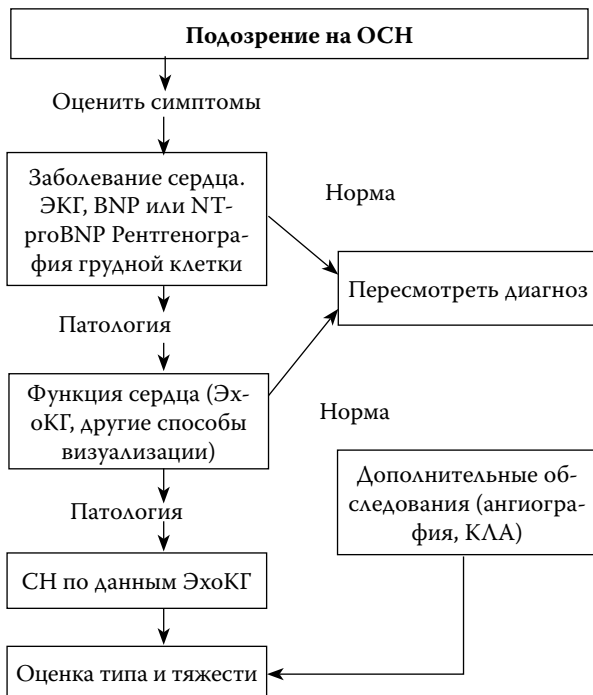 Подозрение на ОСН
Оценить симптомы
Заболевание сердца.
ЭКГ, BNP или NT-
proBNP Рентгеногра-
фия грудной клетки
Норма
Пересмотреть диагноз
Патология
Функция сердца (Эх-
оКГ, другие способы
визуализации)
Норма
Дополнительные об-
следования (ангиогра-
фия, КЛА)
Патология
СН по данным ЭхоКГ
Оценка типа и тяжести